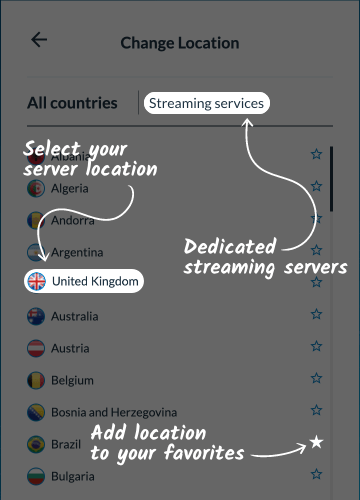 Change Location
All countries
Streaming services
Select your
server location
Albania
Algeria
Andorra
Argentina
Dedicated
streaming servers
United Kingdom
Australia
Austria
Belgium
Bosnia and Herzegovina
Brazil
Add location
to your favorites
Bulgaria